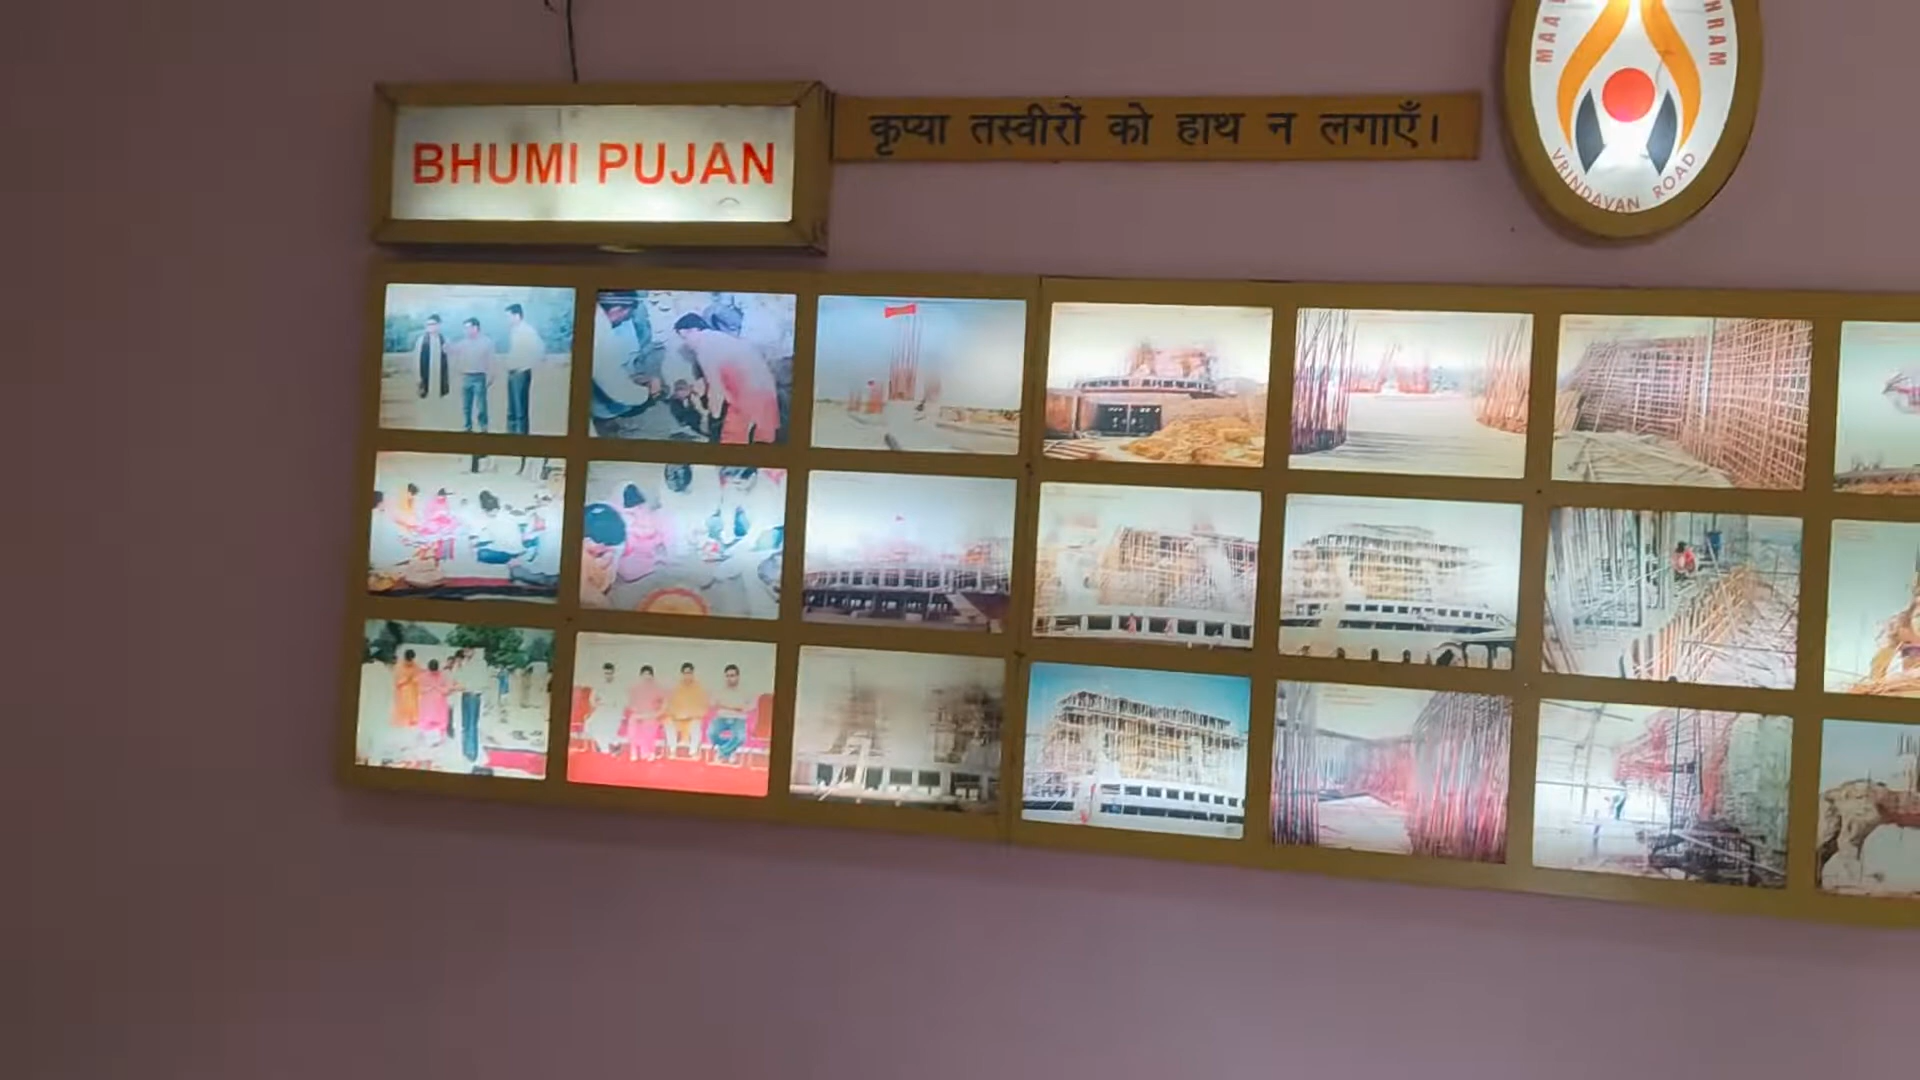 BHUMI PUJAN
कृप्या तस्वीरों को हाथ न लगाएँ।
VRINDAVAN ROAD